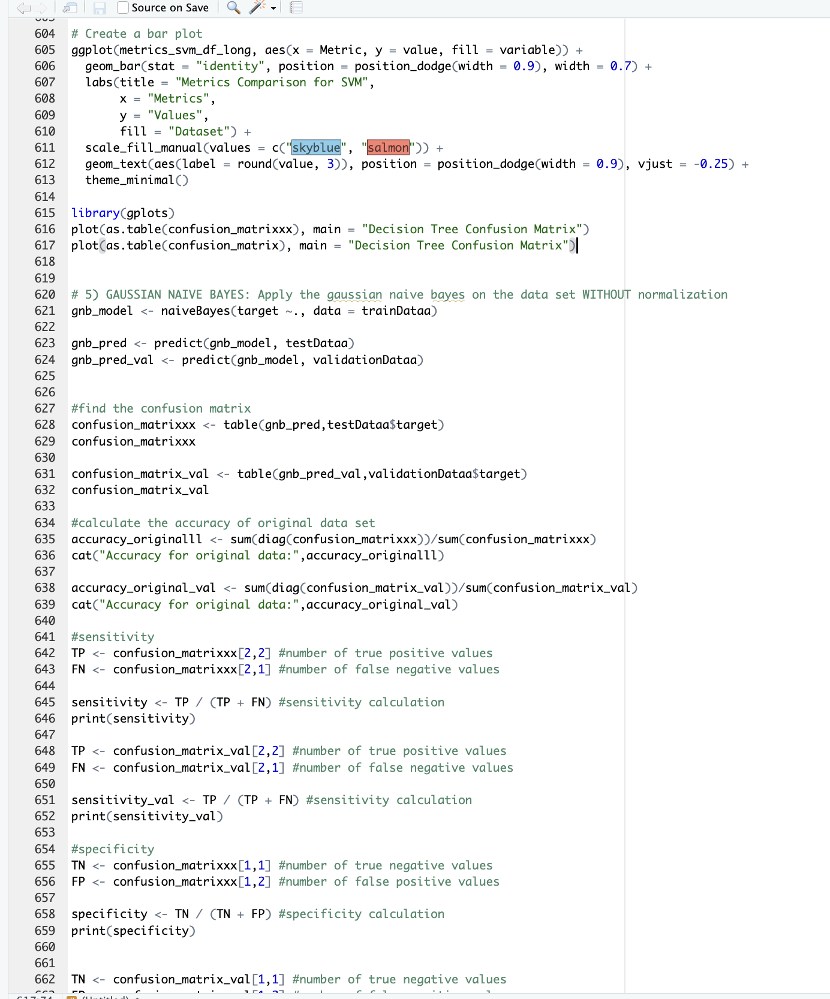 Source on Save
604 # Create a bar plot
605 ggplot(metrics_svm_df_long, aes(x = Metric, y = value, fill = variable)) +
606   geom_bar(stat = "identity", position = position_dodge(width = 0.9), width = 0.7) +
607   labs(title = "Metrics Comparison for SVM",
608        x = "Metrics",
609        y = "Values",
610        fill = "Dataset") +
611   scale_fill_manual(values = c("skyblue", "salmon")) +
612   geom_text(aes(label = round(value, 3)), position = position_dodge(width = 0.9), vjust = -0.25) +
613   theme_minimal()
614
615 library(gplots)
616 plot(as.table(confusion_matrixxx), main = "Decision Tree Confusion Matrix")
617 plot(as.table(confusion_matrix), main = "Decision Tree Confusion Matrix")
618
619
620 # 5) GAUSSIAN NAIVE BAYES: Apply the gaussian naive bayes on the data set WITHOUT normalization
621 gnb_model <- naiveBayes(target ~., data = trainDataa)
622
623 gnb_pred <- predict(gnb_model, testDataa)
624 gnb_pred_val <- predict(gnb_model, validationDataa)
625
626
627 #find the confusion matrix
628 confusion_matrixxx <- table(gnb_pred,testDataa$target)
629 confusion_matrixxx
630
631 confusion_matrix_val <- table(gnb_pred_val,validationDataa$target)
632 confusion_matrix_val
633
634 #calculate the accuracy of original data set
635 accuracy_originalll <- sum(diag(confusion_matrixxx))/sum(confusion_matrixxx)
636 cat("Accuracy for original data:",accuracy_originalll)
637
638 accuracy_original_val <- sum(diag(confusion_matrix_val))/sum(confusion_matrix_val)
639 cat("Accuracy for original data:",accuracy_original_val)
640
641 #sensitivity
642 TP <- confusion_matrixxx[2,2] #number of true positive values
643 FN <- confusion_matrixxx[2,1] #number of false negative values
644
645 sensitivity <- TP / (TP + FN) #sensitivity calculation
646 print(sensitivity)
647
648 TP <- confusion_matrix_val[2,2] #number of true positive values
649 FN <- confusion_matrix_val[2,1] #number of false negative values
650
651 sensitivity_val <- TP / (TP + FN) #sensitivity calculation
652 print(sensitivity_val)
653
654 #specificity
655 TN <- confusion_matrixxx[1,1] #number of true negative values
656 FP <- confusion_matrixxx[1,2] #number of false positive values
657
658 specificity <- TN / (TN + FP) #specificity calculation
659 print(specificity)
660
661
662 TN <- confusion_matrix_val[1,1] #number of true negative values